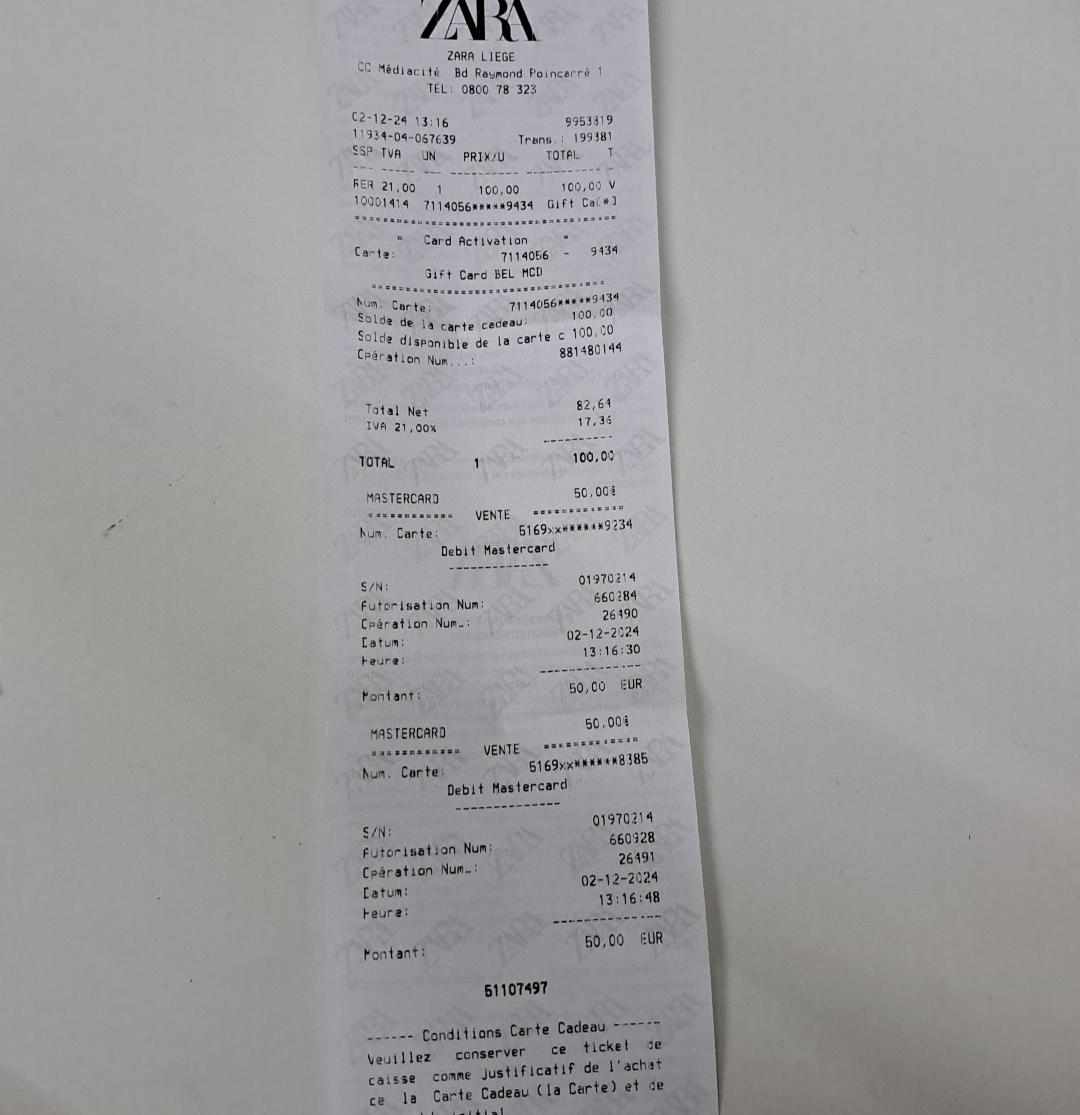 ZARA
ZARA LIEGE
CC Médiacité Bd Raymond Poincarré 1
TEL: 0800 78 323
02-12-24 13:16 9953819
11934-04-067639 Trans.: 199381
SSP TVA UN PRIX/U TOTAL T
--- ----- --- ---------- ----------- -
RER 21,00 1 100,00 100,00 V
10001414 7114056*****9434 Gift Ca(*)
" Card Activation "
Carte: 7114056 - 9434
Gift Card BEL MCD
Num. Carte: 7114056*****9434
Solde de la carte cadeau: 100,00
Solde disponible de la carte c 100,00
Opération Num...: 881480144
Total Net 82,64
IVA 21,00% 17,36
----------
TOTAL 1 100,00
MASTERCARD 50,00€
============ VENTE =============
Num. Carte: 5169xx******9234
Debit Mastercard
--------------
S/N: 01970214
Autorisation Num: 660284
Opération Num…: 26490
Datum: 02-12-2024
Heure: 13:16:30
--------------
Montant: 50,00 EUR
MASTERCARD 50,00€
============ VENTE =============
Num. Carte: 5169xx******8385
Debit Mastercard
--------------
S/N: 01970214
Autorisation Num: 660928
Opération Num…: 26491
Datum: 02-12-2024
Heure: 13:16:48
--------------
Montant: 50,00 EUR
51107497
------ Conditions Carte Cadeau ------
Veuillez conserver ce ticket de
caisse comme justificatif de l'achat
de la Carte Cadeau (la Carte) et de